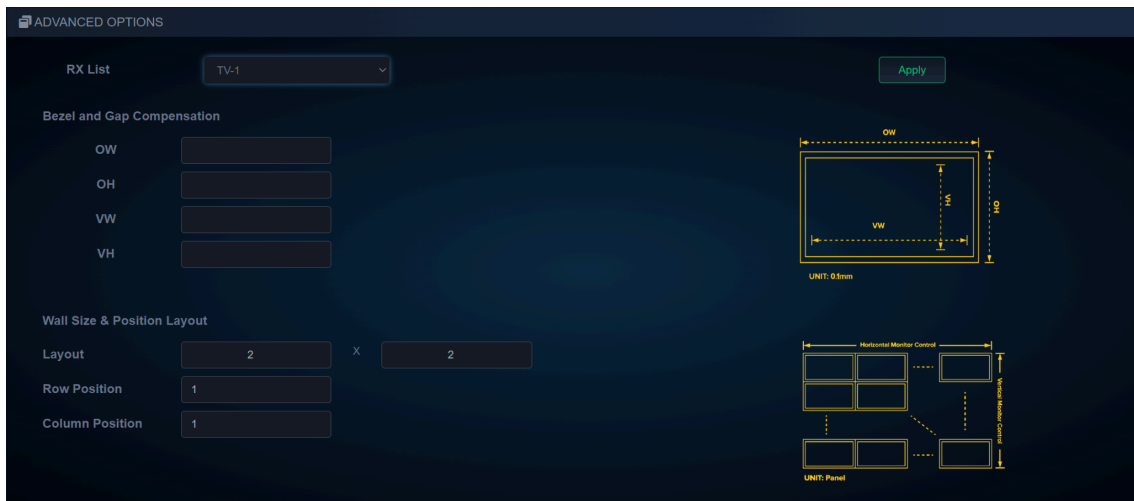 ADVANCED OPTIONS
RX List
TV-1
Apply
Bezel and Gap Compensation
OW
OH
VW
VH
OW
OH
VH
VW
UNIT: 0.1mm
Wall Size & Position Layout
Layout
2 X 2
Row Position
1
Column Position
1
Horizontal Monitor Control
Vertical Monitor Control
UNIT: Panel